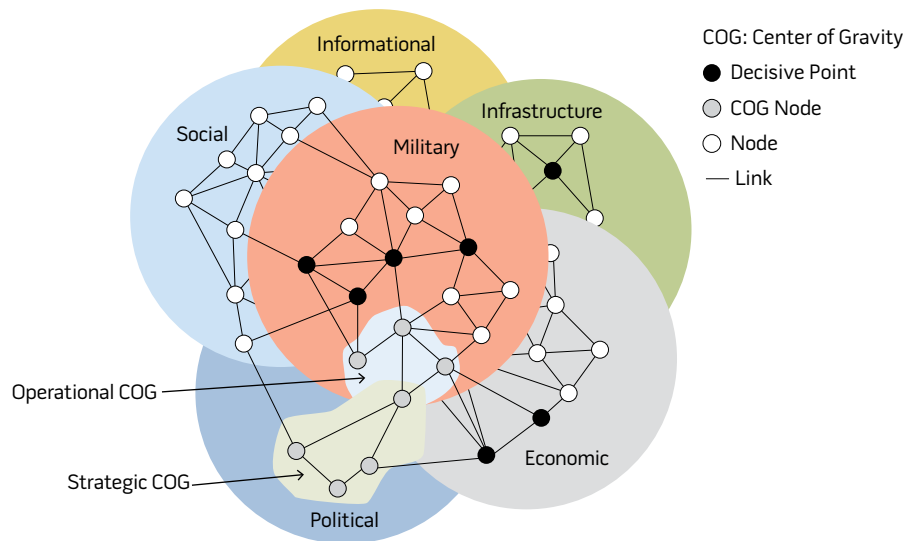 Informational
COG: Center of Gravity
Decisive Point
COG Node
Node
Link
Infrastructure
Social
Military
Operational COG
Economic
Strategic COG
Political